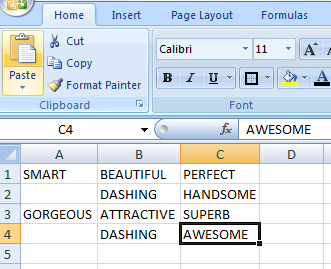 Home Insert Page Layout Formulas
Cut
Copy
Format Painter
Paste
Clipboard
Calibri 11 A
B I U A
Font
C4 fx AWESOME
A B C D
1 SMART BEAUTIFUL PERFECT
2 DASHING HANDSOME
3 GORGEOUS ATTRACTIVE SUPERB
4 DASHING AWESOME
5